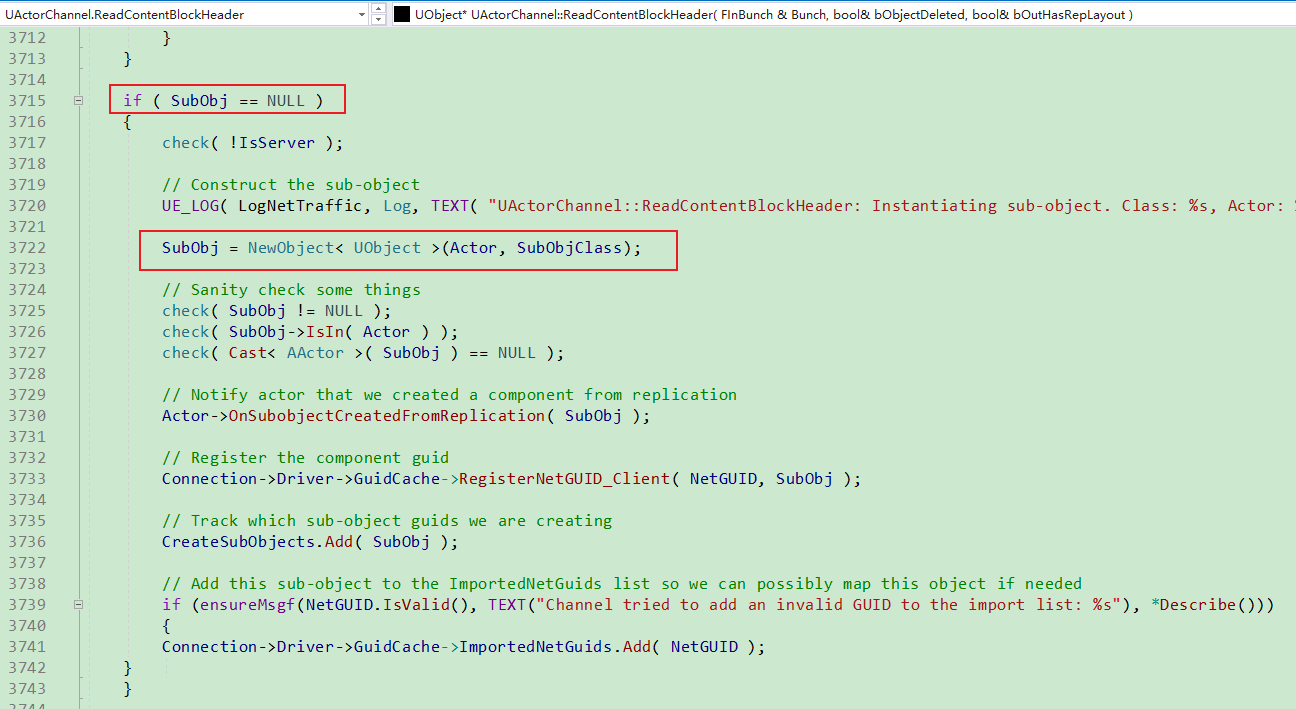 UActorChannel.ReadContentBlockHeader
UObject* UActorChannel::ReadContentBlockHeader( FInBunch & Bunch, bool& bObjectDeleted, bool& bOutHasRepLayout )
3712 }
3713 }
3714
3715 if ( SubObj == NULL )
3716 {
3717 check( !IsServer );
3718
3719 // Construct the sub-object
3720 UE_LOG( LogNetTraffic, Log, TEXT( "UActorChannel::ReadContentBlockHeader: Instantiating sub-object. Class: %s, Actor:
3721
3722 SubObj = NewObject< UObject >(Actor, SubObjClass);
3723
3724 // Sanity check some things
3725 check( SubObj != NULL );
3726 check( SubObj->IsIn( Actor ) );
3727 check( Cast< AActor >( SubObj ) == NULL );
3728
3729 // Notify actor that we created a component from replication
3730 Actor->OnSubobjectCreatedFromReplication( SubObj );
3731
3732 // Register the component guid
3733 Connection->Driver->GuidCache->RegisterNetGUID_Client( NetGUID, SubObj );
3734
3735 // Track which sub-object guids we are creating
3736 CreateSubObjects.Add( SubObj );
3737
3738 // Add this sub-object to the ImportedNetGuids list so we can possibly map this object if needed
3739 if (ensureMsgf(NetGUID.IsValid(), TEXT("Channel tried to add an invalid GUID to the import list: %s"), *Describe()))
3740 {
3741 Connection->Driver->GuidCache->ImportedNetGuids.Add( NetGUID );
3742 }
3743 }